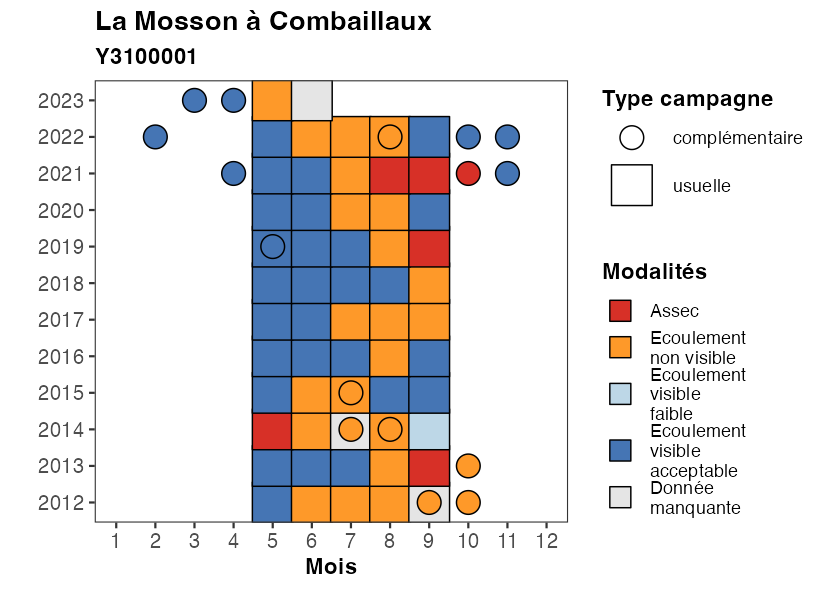 La Mosson à Combaillaux
Y3100001
2023
2022
2021
2020
2019
2018
2017
2016
2015
2014
2013
2012
1 2 3 4 5 6 7 8 9 10 11 12
Mois
Type campagne
complémentaire
usuelle
Modalités
Assec
Ecoulement
non visible
Ecoulement
visible
faible
Ecoulement
visible
acceptable
Donnée
manquante